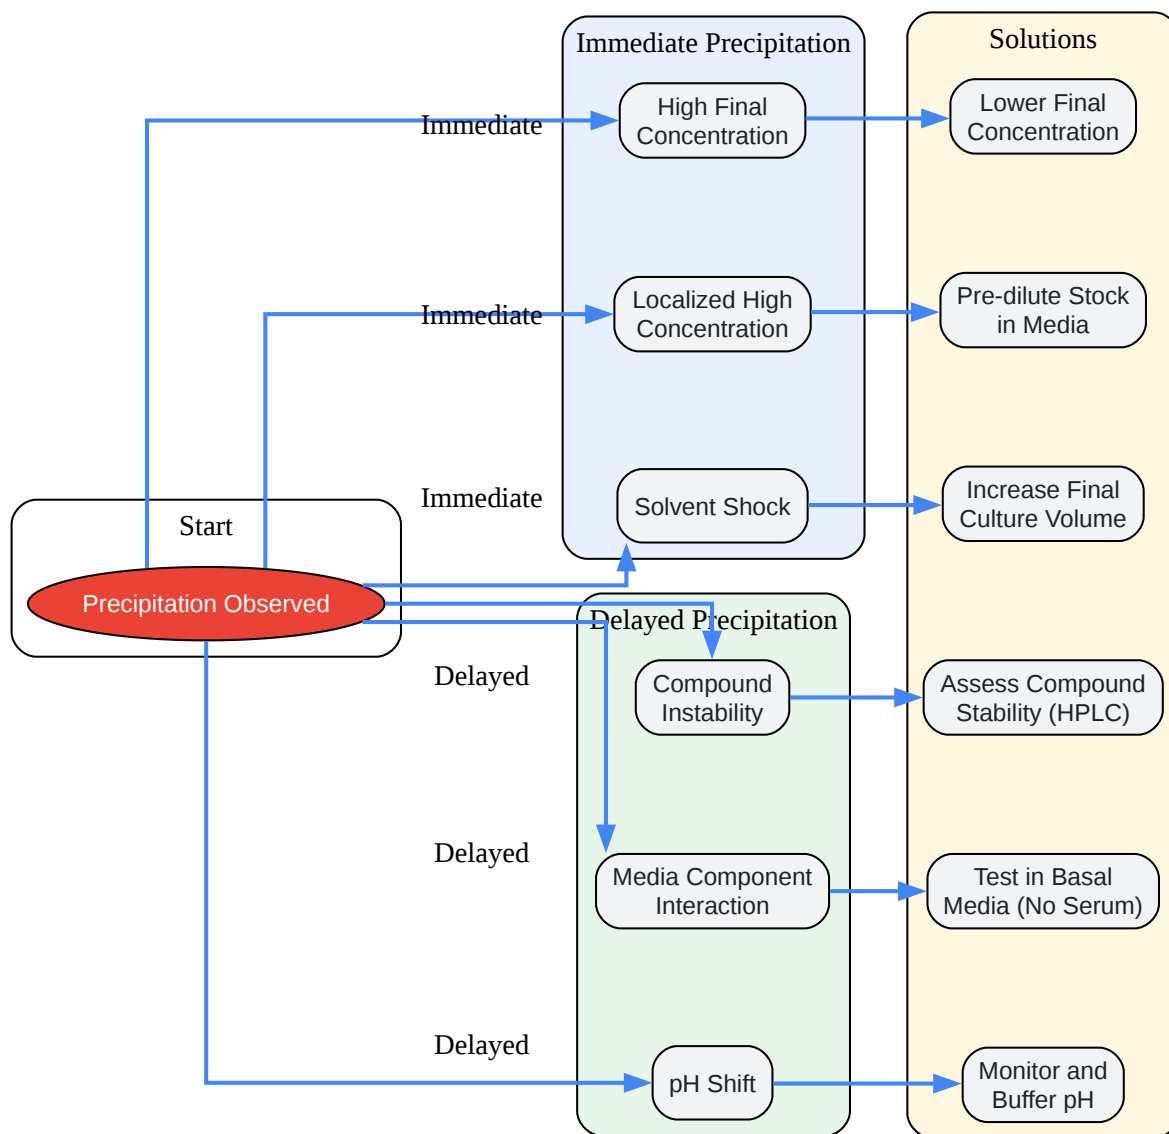 Start
Precipitation Observed
Immediate
Immediate
Immediate
Delayed
Delayed
Delayed
Immediate Precipitation
High Final
Concentration
Localized High
Concentration
Solvent Shock
Delayed Precipitation
Compound
Instability
Media Component
Interaction
pH Shift
Solutions
Lower Final
Concentration
Pre-dilute Stock
in Media
Increase Final
Culture Volume
Assess Compound
Stability (HPLC)
Test in Basal
Media (No Serum)
Monitor and
Buffer pH